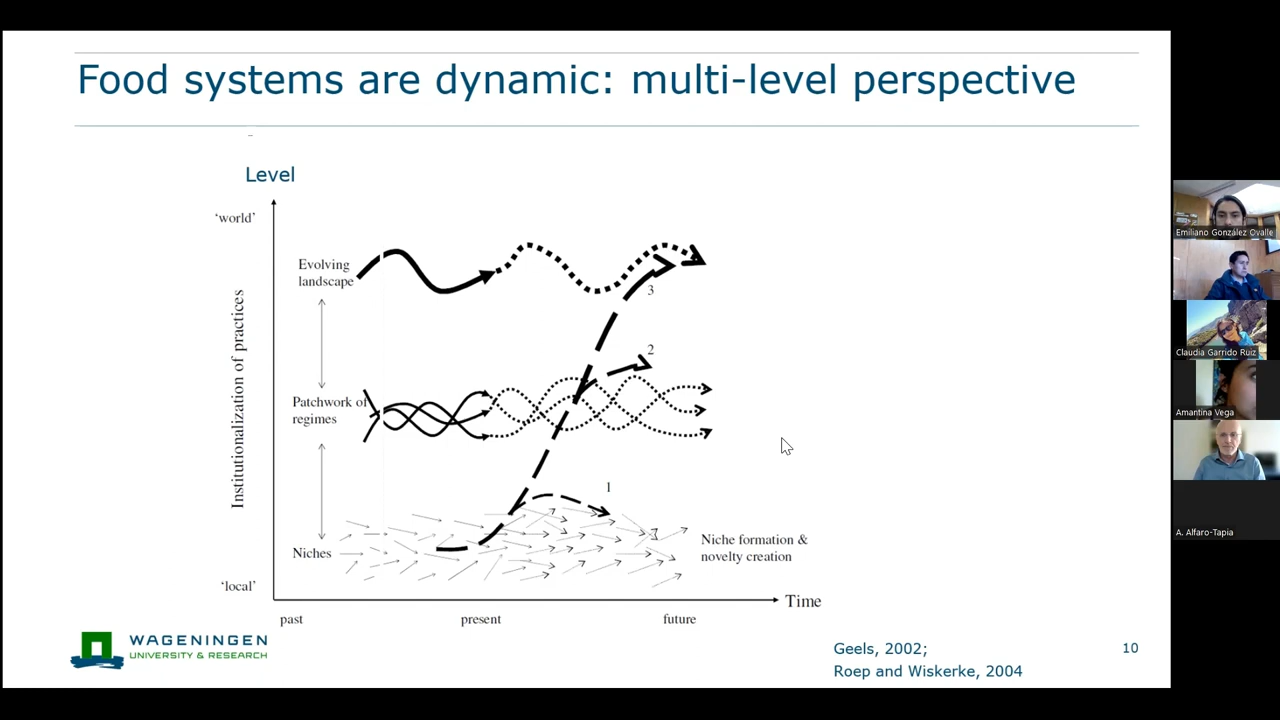 Food systems are dynamic: multi-level perspective
Level
‘world’
Evolving
landscape
3
2
Patchwork of
regimes
Institutionalization of practices
1
Niches
Niche formation &
novelty creation
‘local’
Time
past
present
future
WAGENINGEN
UNIVERSITY & RESEARCH
Geels, 2002;
Roep and Wiskerke, 2004
10
Emiliano González Ovalle
Claudia Garrido Ruiz
Amantina Vega
A. Alfaro-Tapia